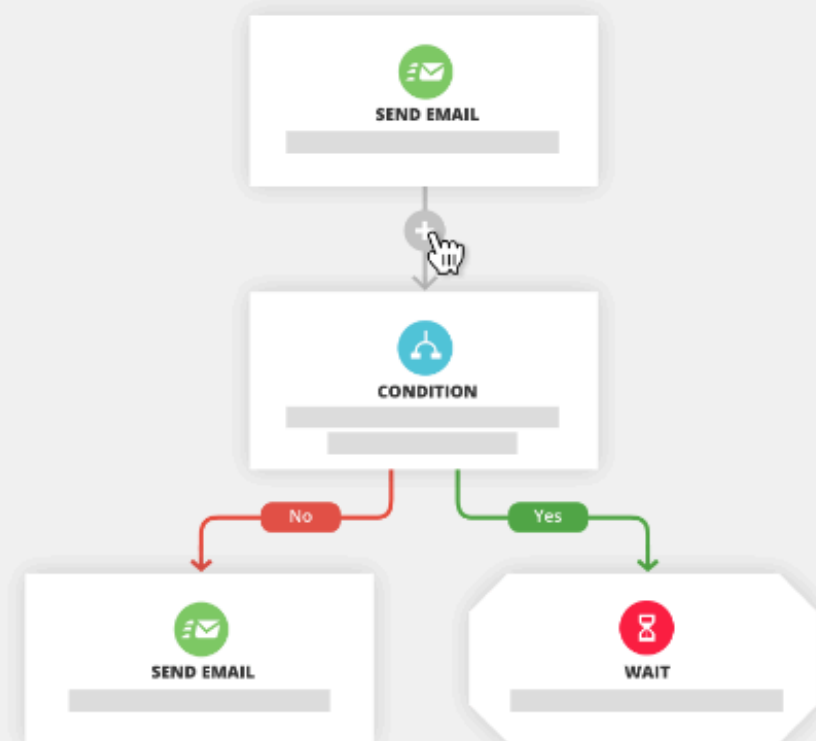 SEND EMAIL
CONDITION
No
Yes
SEND EMAIL
WAIT